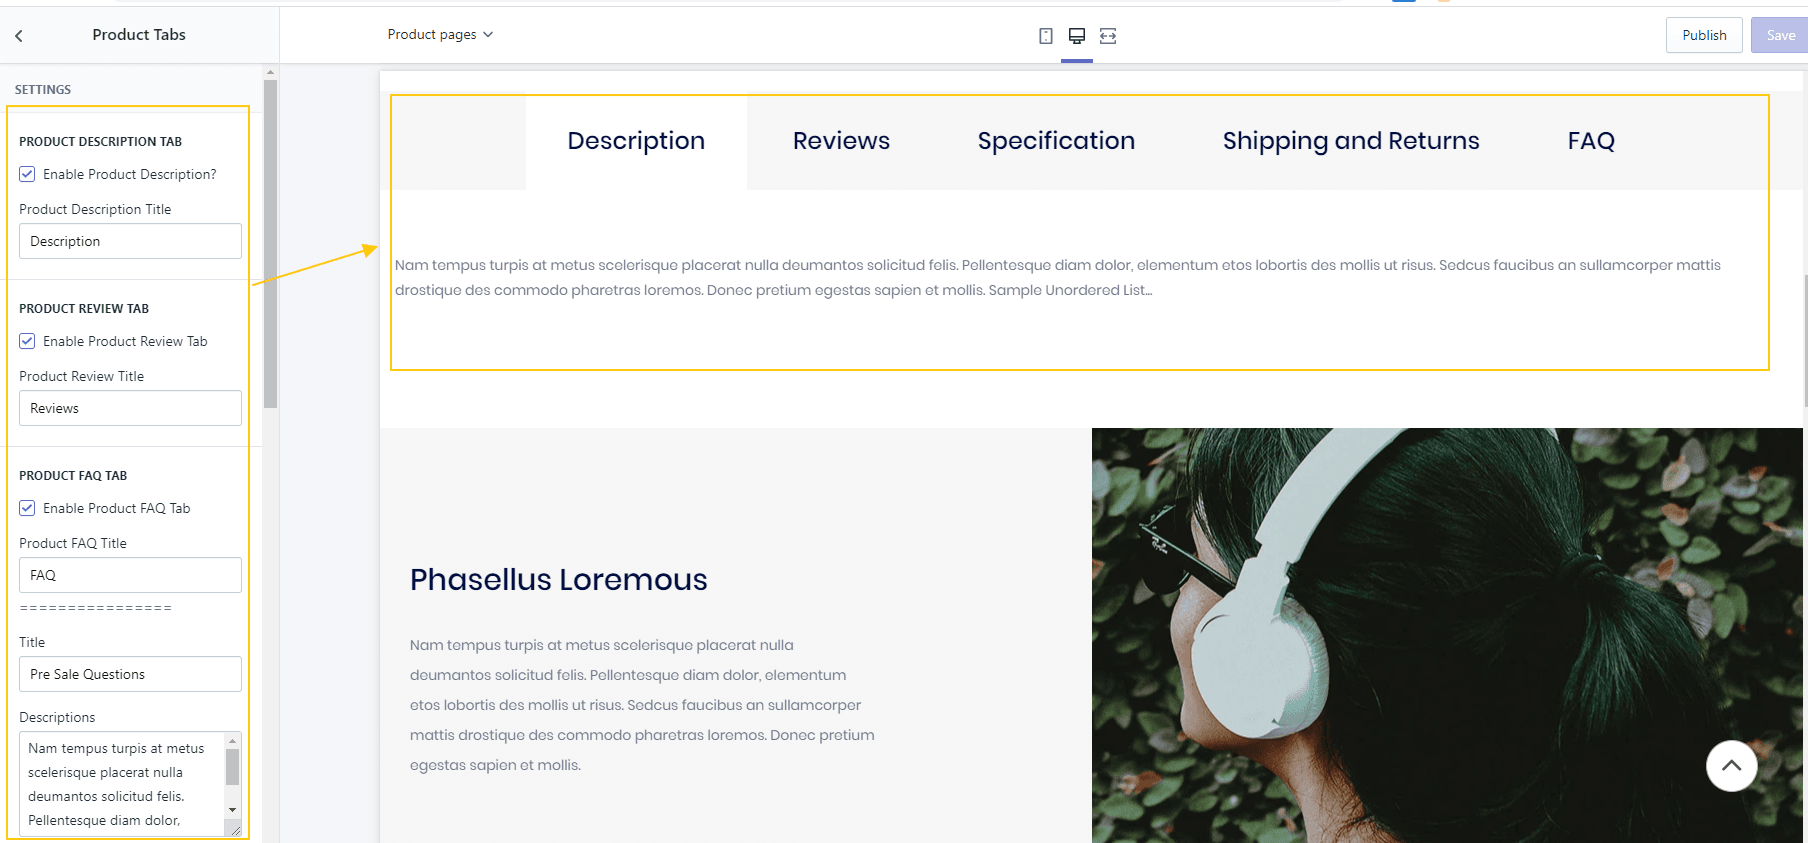 Product Tabs
Product pages
Publish
Save
SETTINGS
PRODUCT DESCRIPTION TAB
Enable Product Description?
Product Description Title
Description
PRODUCT REVIEW TAB
Enable Product Review Tab
Product Review Title
Reviews
PRODUCT FAQ TAB
Enable Product FAQ Tab
Product FAQ Title
FAQ
================
Title
Pre Sale Questions
Descriptions
Nam tempus turpis at metus
scelerisque placerat nulla
deumantos solicitud felis.
Pellentesque diam dolor,
Description
Reviews
Specification
Shipping and Returns
FAQ
Nam tempus turpis at metus scelerisque placerat nulla deumantos solicitud felis. Pellentesque diam dolor, elementum etos lobortis des mollis ut risus. Sedcus faucibus an sullamcorper mattis
drostique des commodo pharetras loremos. Donec pretium egestas sapien et mollis. Sample Unordered List...
Phasellus Loremous
Nam tempus turpis at metus scelerisque placerat nulla
deumantos solicitud felis. Pellentesque diam dolor, elementum
etos lobortis des mollis ut risus. Sedcus faucibus an sullamcorper
mattis drostique des commodo pharetras loremos. Donec pretium
egestas sapien et mollis.